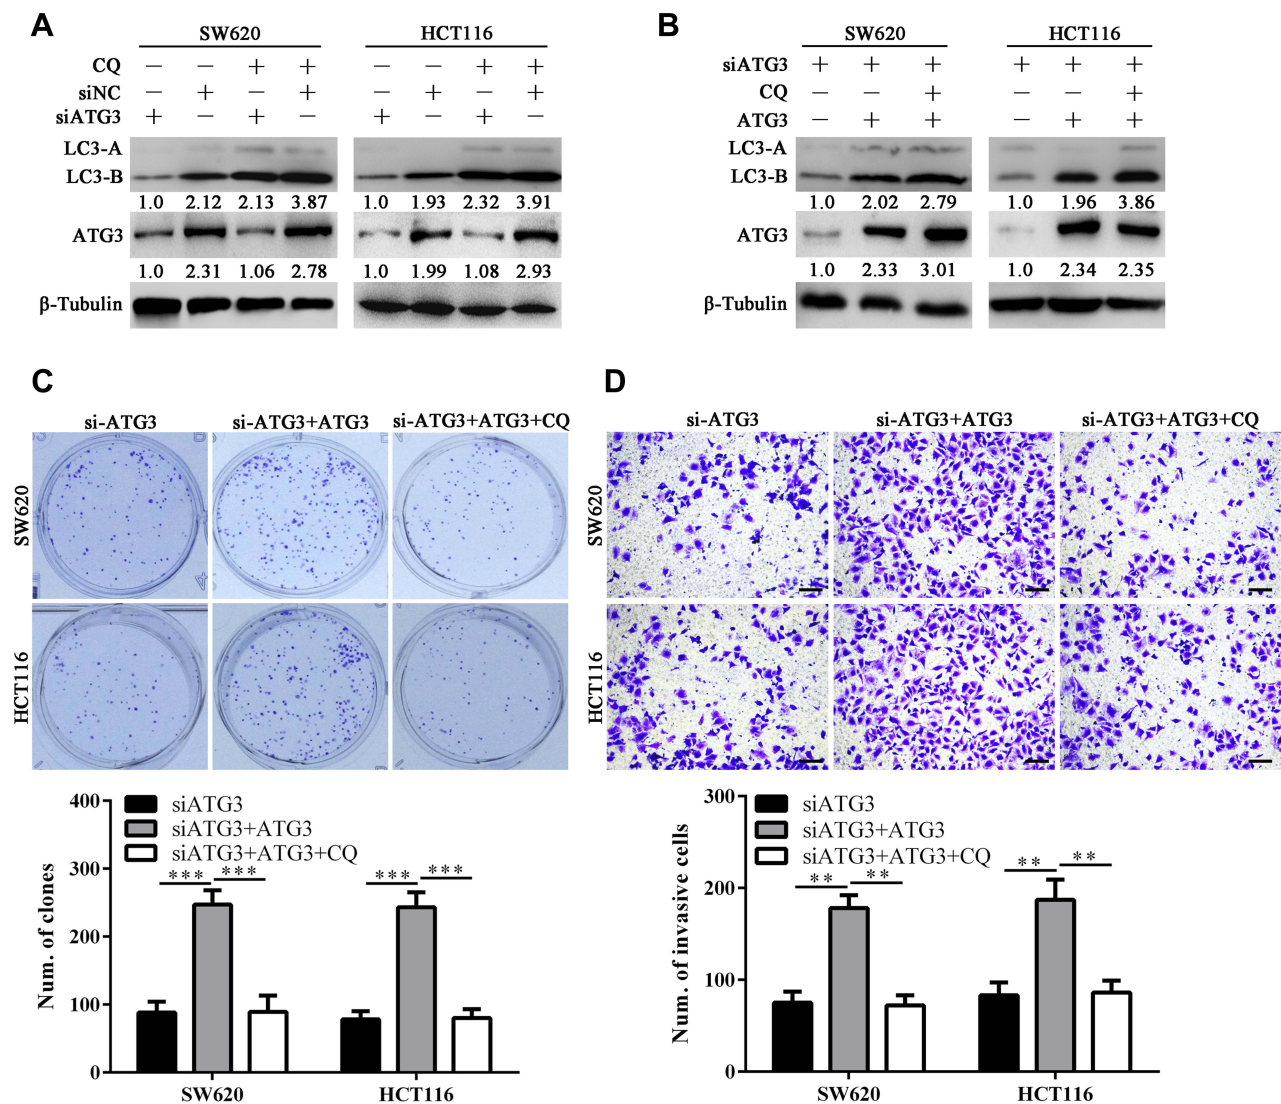 A
SW620 HCT116
CQ — — + + — — + +
siNC — + — + — + — +
siATG3 + — + — + — + —
LC3-A
LC3-B
1.0 2.12 2.13 3.87 1.0 1.93 2.32 3.91
ATG3
1.0 2.31 1.06 2.78 1.0 1.99 1.08 2.93
β-Tubulin
B
SW620 HCT116
siATG3 + + + + + +
CQ — — + — — +
ATG3 — + + — + +
LC3-A
LC3-B
1.0 2.02 2.79 1.0 1.96 3.86
ATG3
1.0 2.33 3.01 1.0 2.34 2.35
β-Tubulin
C
si-ATG3 si-ATG3+ATG3 si-ATG3+ATG3+CQ
SW620
HCT116
400
300
200
100
0
Num. of clones
siATG3
siATG3+ATG3
siATG3+ATG3+CQ
*** *** *** ***
SW620 HCT116
D
si-ATG3 si-ATG3+ATG3 si-ATG3+ATG3+CQ
SW620
HCT116
300
200
100
0
Num. of invasive cells
siATG3
siATG3+ATG3
siATG3+ATG3+CQ
** ** ** **
SW620 HCT116